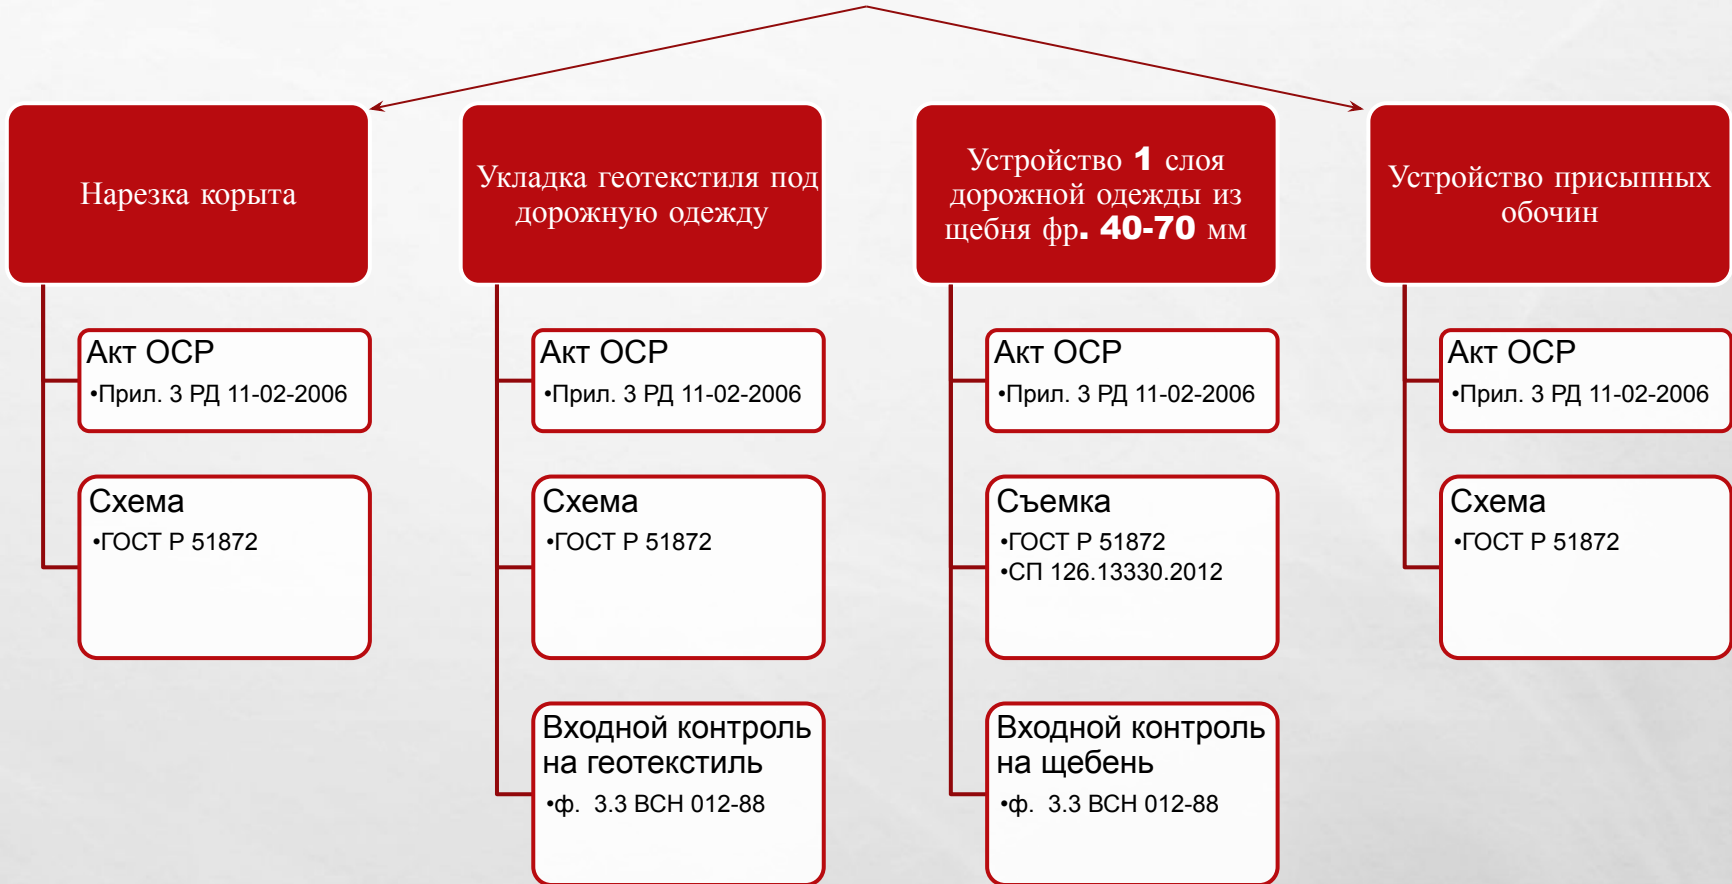 Нарезка корыта
Укладка геотекстиля под
дорожную одежду
Устройство 1 слоя
дорожной одежды из
щебня фр. 40-70 мм
Устройство присыпных
обочин
Акт ОСР
•Прил. 3 РД 11-02-2006
Схема
•ГОСТ Р 51872
Акт ОСР
•Прил. 3 РД 11-02-2006
Схема
•ГОСТ Р 51872
Входной контроль
на геотекстиль
•ф. 3.3 ВСН 012-88
Акт ОСР
•Прил. 3 РД 11-02-2006
Съемка
•ГОСТ Р 51872
•СП 126.13330.2012
Входной контроль
на щебень
•ф. 3.3 ВСН 012-88
Акт ОСР
•Прил. 3 РД 11-02-2006
Схема
•ГОСТ Р 51872